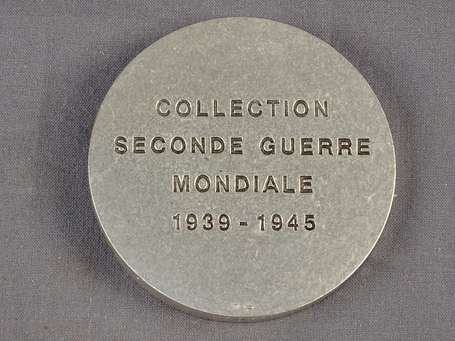 COLLECTION
SECONDE GUERRE
MONDIALE
1939 - 1945